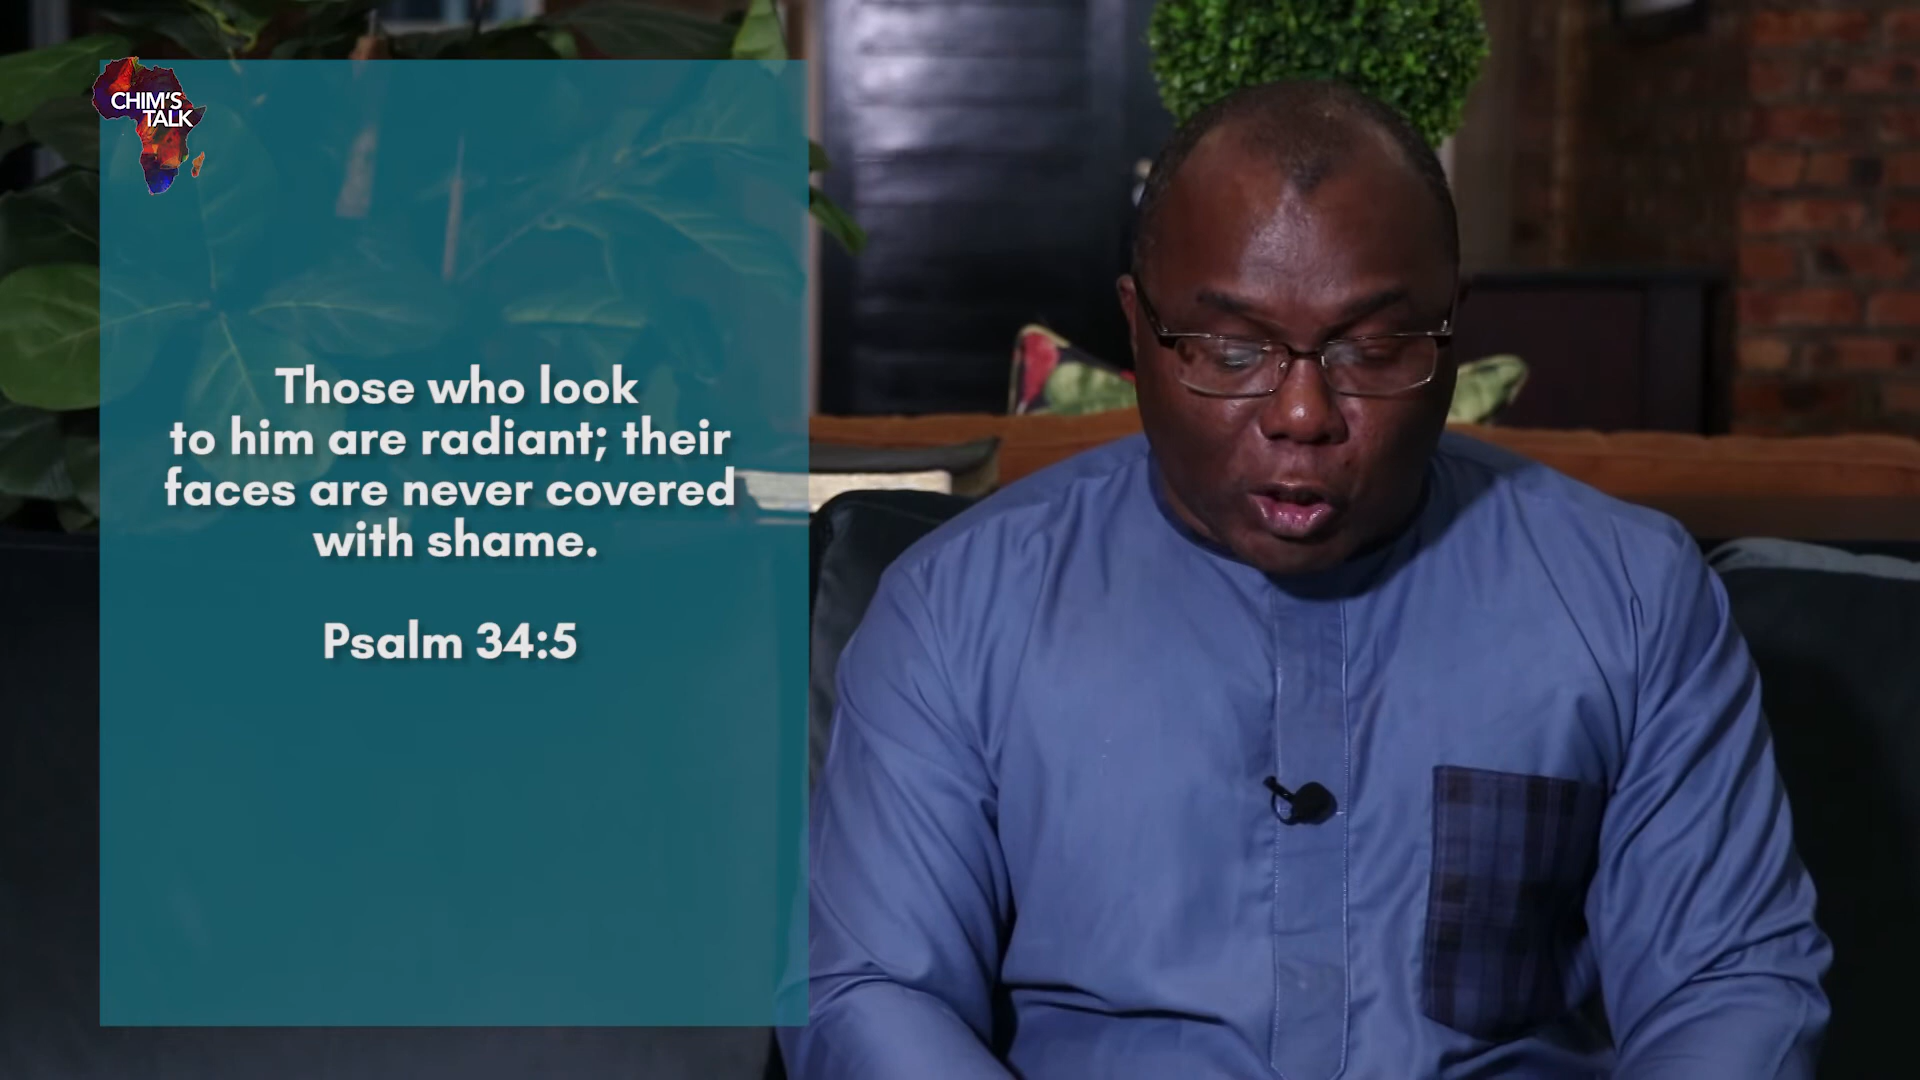 CHIM'S
TALK
Those who look
to him are radiant; their
faces are never covered
with shame.
Psalm 34:5